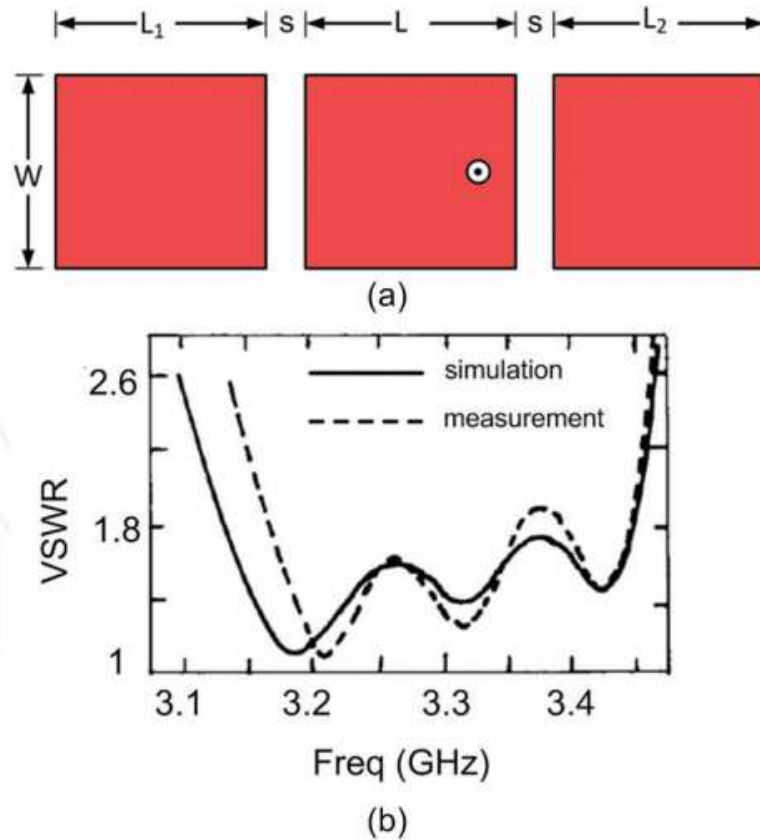 L₁ s L s L₂
W
(a)
simulation
measurement
2.6
1.8
1
VSWR
3.1 3.2 3.3 3.4
Freq (GHz)
(b)